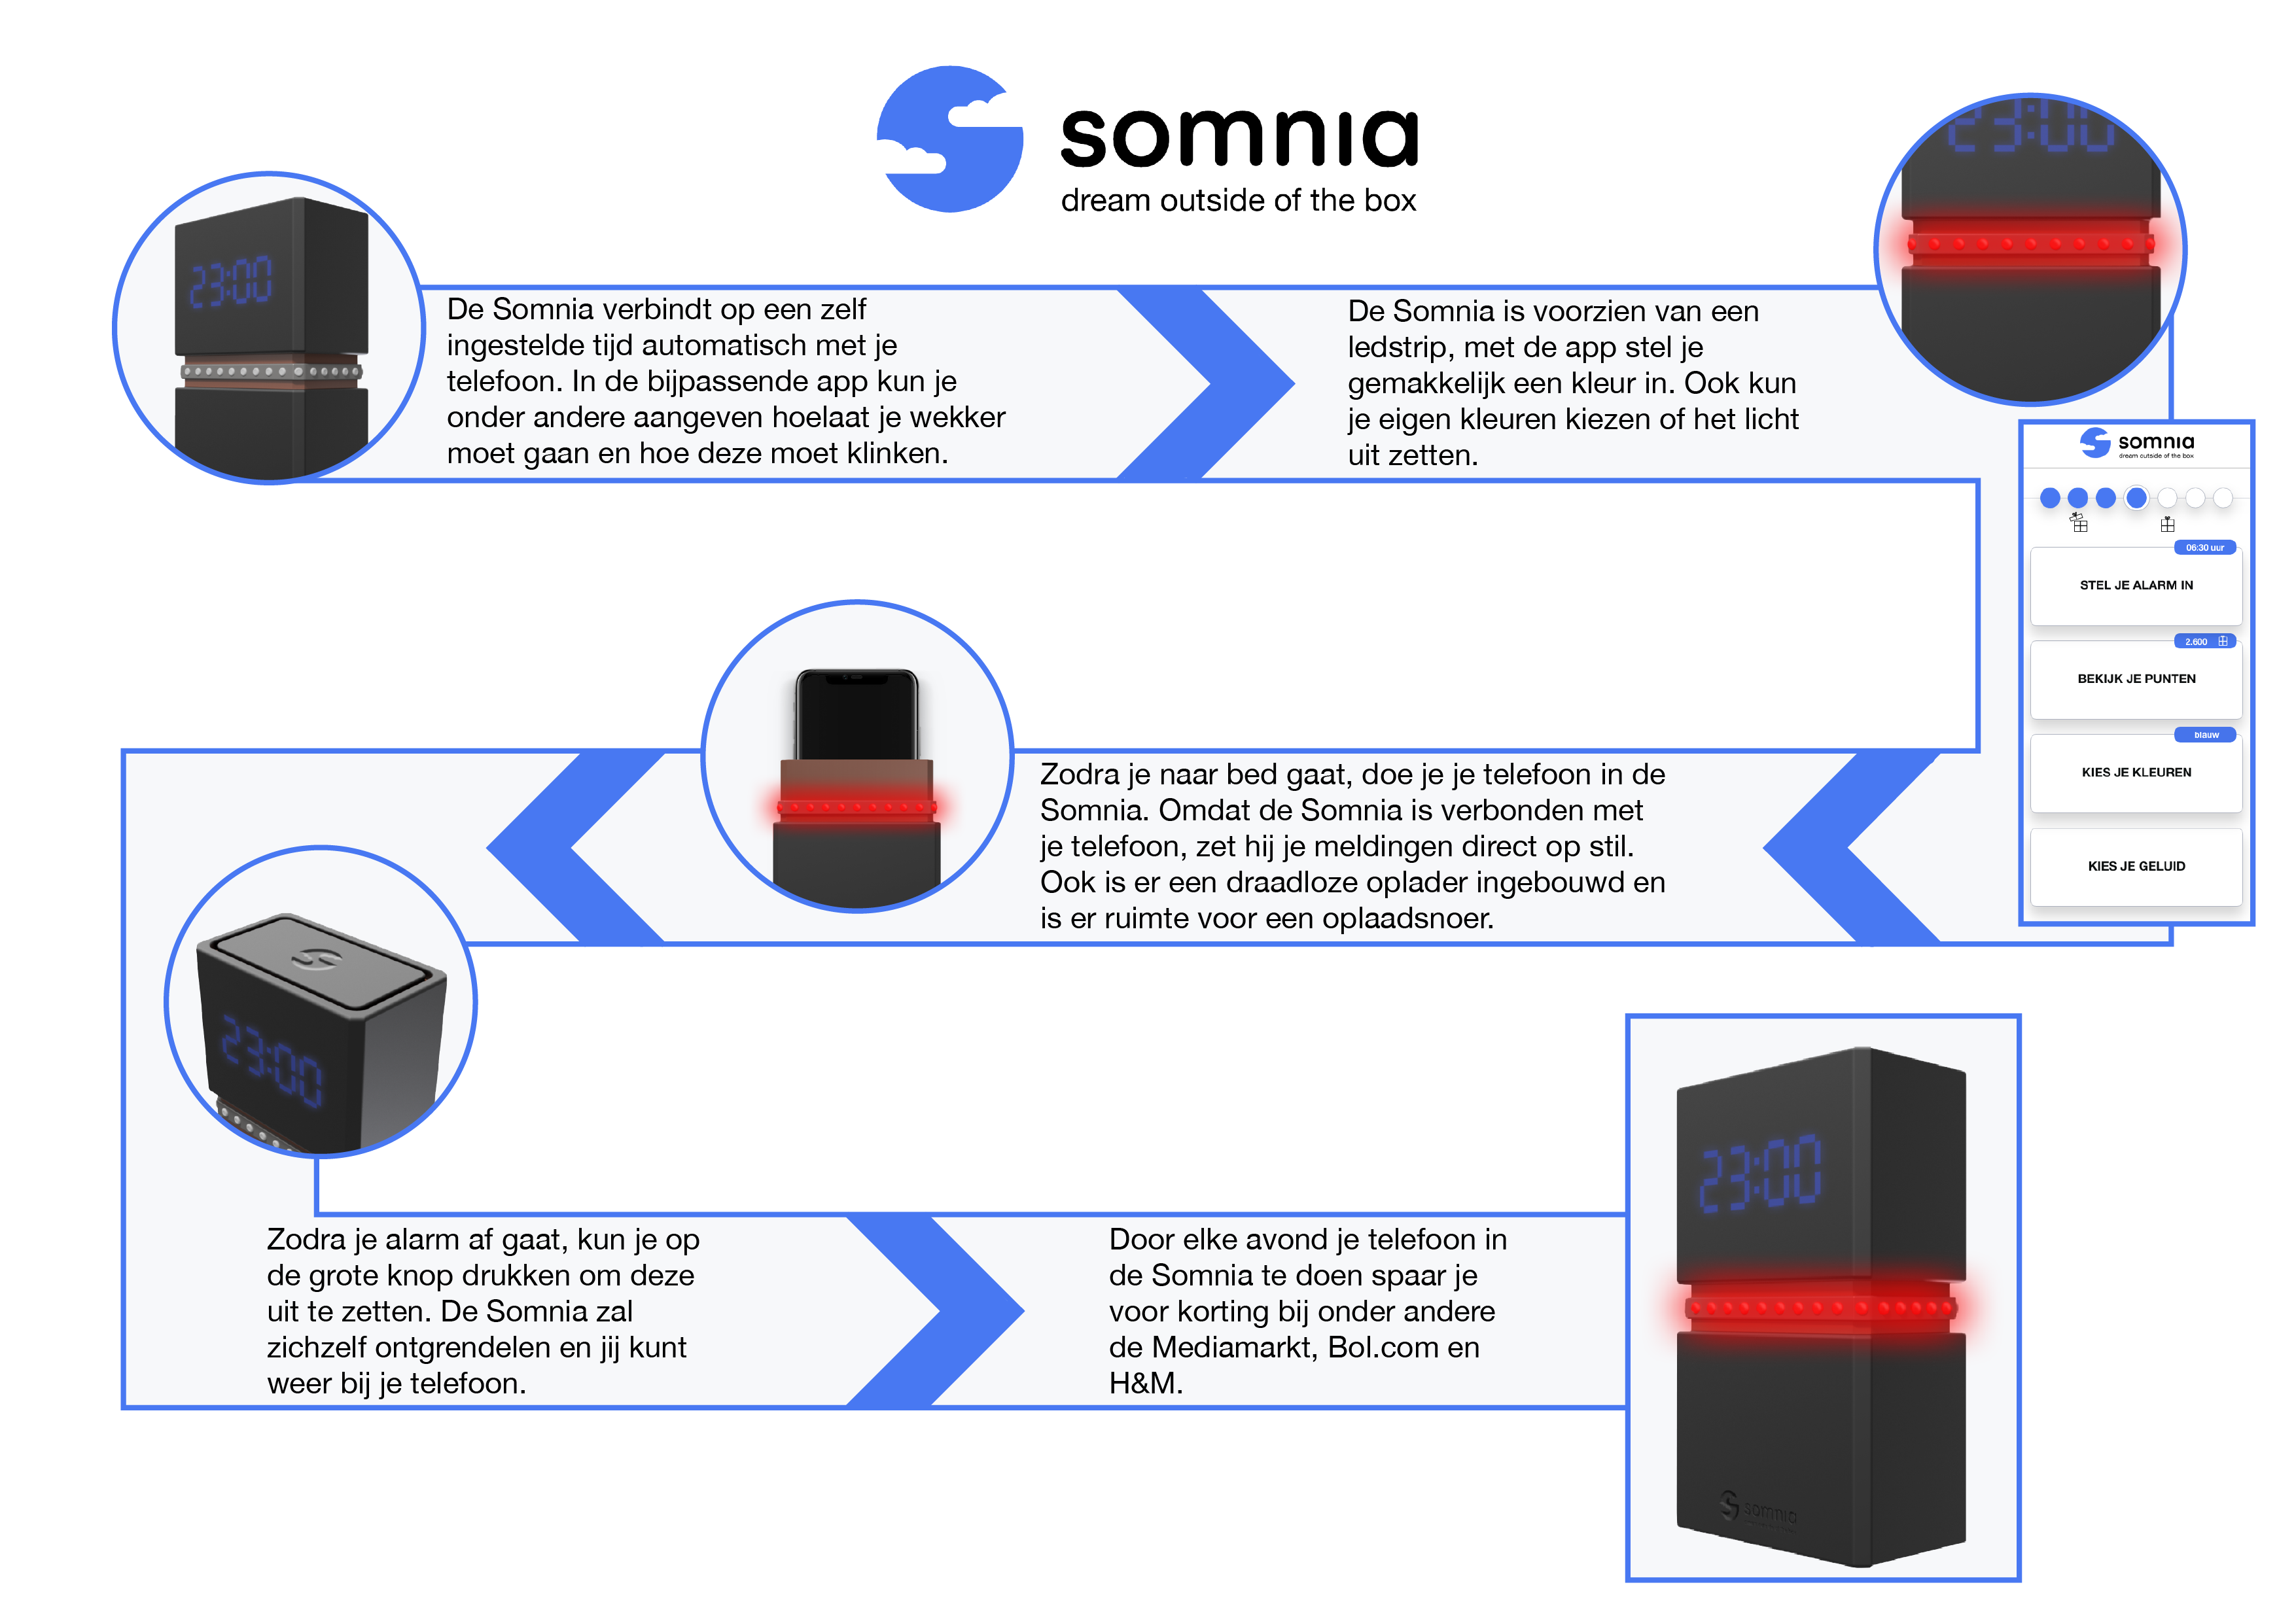 somnia
dream outside of the box
23:00
23:00
De Somnia verbindt op een zelf
ingestelde tijd automatisch met je
telefoon. In de bijpassende app kun je
onder andere aangeven hoelaat je wekker
moet gaan en hoe deze moet klinken.
De Somnia is voorzien van een
ledstrip, met de app stel je
gemakkelijk een kleur in. Ook kun
je eigen kleuren kiezen of het licht
uit zetten.
somnia
dream outside of the box
06:30 uur
STEL JE ALARM IN
2.600
BEKIJK JE PUNTEN
blauw
KIES JE KLEUREN
KIES JE GELUID
Zodra je naar bed gaat, doe je je telefoon in de
Somnia. Omdat de Somnia is verbonden met
je telefoon, zet hij je meldingen direct op stil.
Ook is er een draadloze oplader ingebouwd en
is er ruimte voor een oplaadsnoer.
23:00
Zodra je alarm af gaat, kun je op
de grote knop drukken om deze
uit te zetten. De Somnia zal
zichzelf ontgrendelen en jij kunt
weer bij je telefoon.
Door elke avond je telefoon in
de Somnia te doen spaar je
voor korting bij onder andere
de Mediamarkt, Bol.com en
H&M.
23:00
somnia